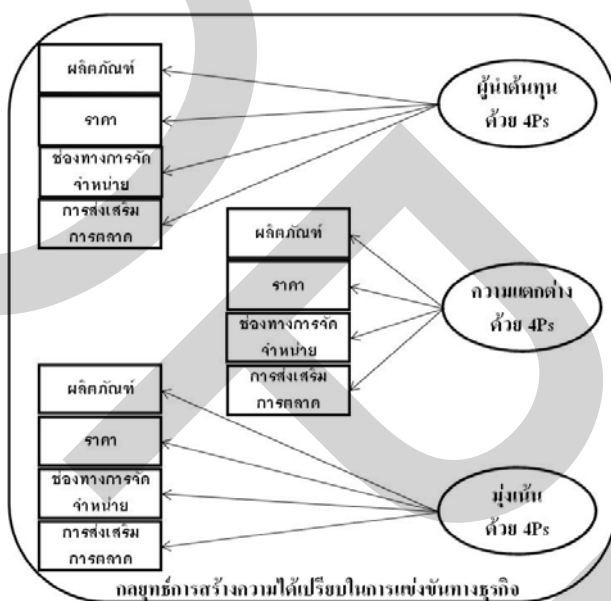 ผลิตภัณฑ์
ราคา
ช่องทางการจัด
จำหน่าย
การส่งเสริม
การตลาด
ผู้นำต้นทุน
ด้วย 4Ps
ผลิตภัณฑ์
ราคา
ช่องทางการจัด
จำหน่าย
การส่งเสริม
การตลาด
ความแตกต่าง
ด้วย 4Ps
ผลิตภัณฑ์
ราคา
ช่องทางการจัด
จำหน่าย
การส่งเสริม
การตลาด
มุ่งเน้น
ด้วย 4Ps
กลยุทธ์การสร้างความได้เปรียบในการแข่งขันทางธุรกิจ